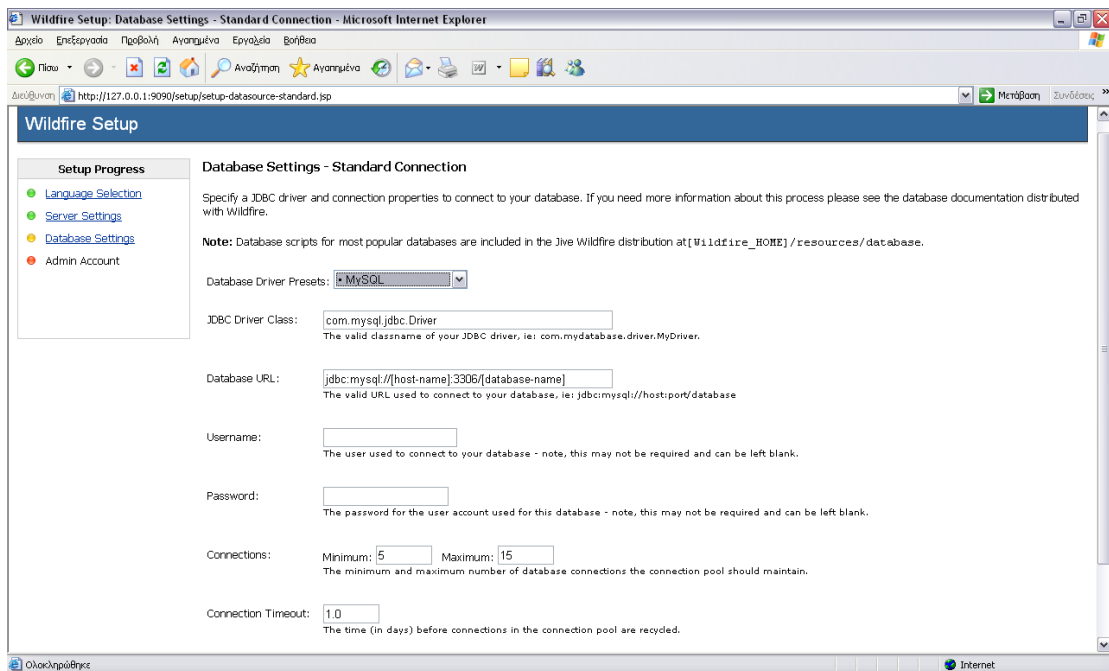 Wildfire Setup: Database Settings - Standard Connection - Microsoft Internet Explorer
Αρχείο Επεξεργασία Προβολή Αγαπημένα Εργαλεία Βοήθεια
Πίσω Αναζήτηση Αγαπημένα
Διεύθυνση http://127.0.0.1:9090/setup/setup-datasource-standard.jsp Μετάβαση Συνδέσεις »
Wildfire Setup
Setup Progress
Language Selection
Server Settings
Database Settings
Admin Account
Database Settings - Standard Connection
Specify a JDBC driver and connection properties to connect to your database. If you need more information about this process please see the database documentation distributed
with Wildfire.
Note: Database scripts for most popular databases are included in the Jive Wildfire distribution at[Wildfire_HOME]/resources/database.
Database Driver Presets: • MySQL
JDBC Driver Class: com.mysql.jdbc.Driver
The valid classname of your JDBC driver, ie: com.mydatabase.driver.MyDriver.
Database URL: jdbc:mysql://[host-name]:3306/[database-name]
The valid URL used to connect to your database, ie: jdbc:mysql://host:port/database
Username:
The user used to connect to your database - note, this may not be required and can be left blank.
Password:
The password for the user account used for this database - note, this may not be required and can be left blank.
Connections: Minimum: 5 Maximum: 15
The minimum and maximum number of database connections the connection pool should maintain.
Connection Timeout: 1.0
The time (in days) before connections in the connection pool are recycled.
Ολοκληρώθηκε Internet